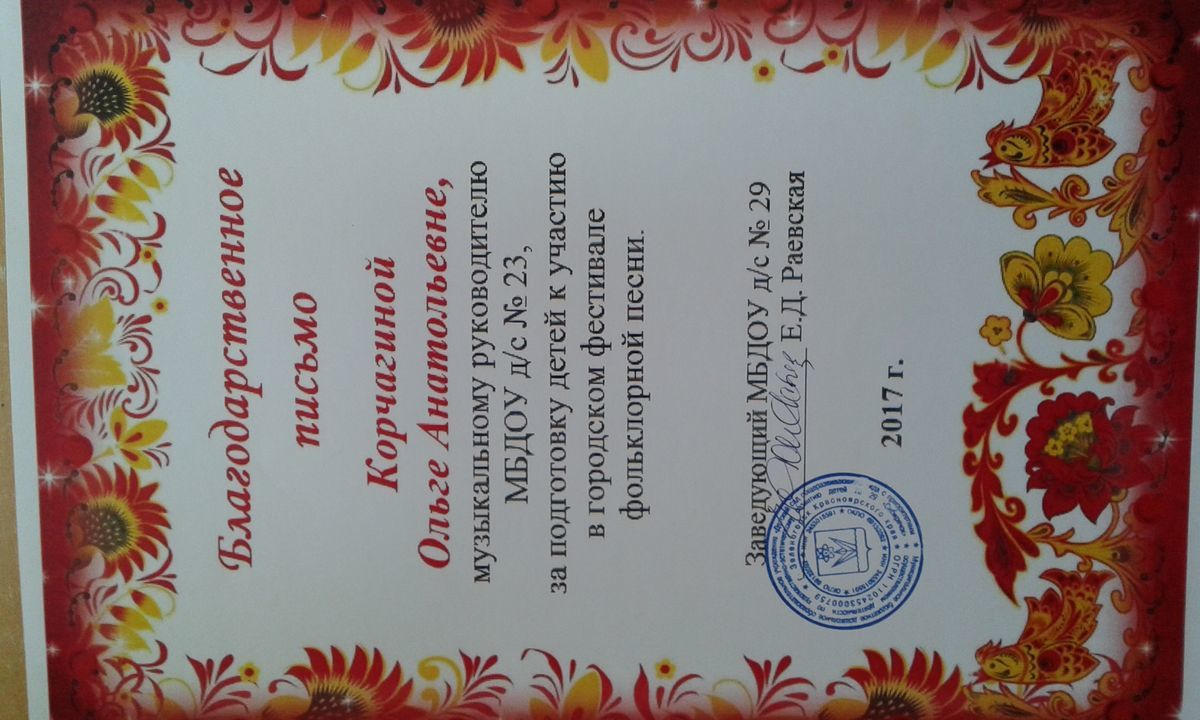 Благодарственное
письмо
Корчагиной
Ольге Анатольевне,
музыкальному руководителю
МБДОУ д/с № 23,
за подготовку детей к участию
в городском фестивале
фольклорной песни.
Заведующий МБДОУ д/с № 29
Е.Д. Раевская
2017 г.